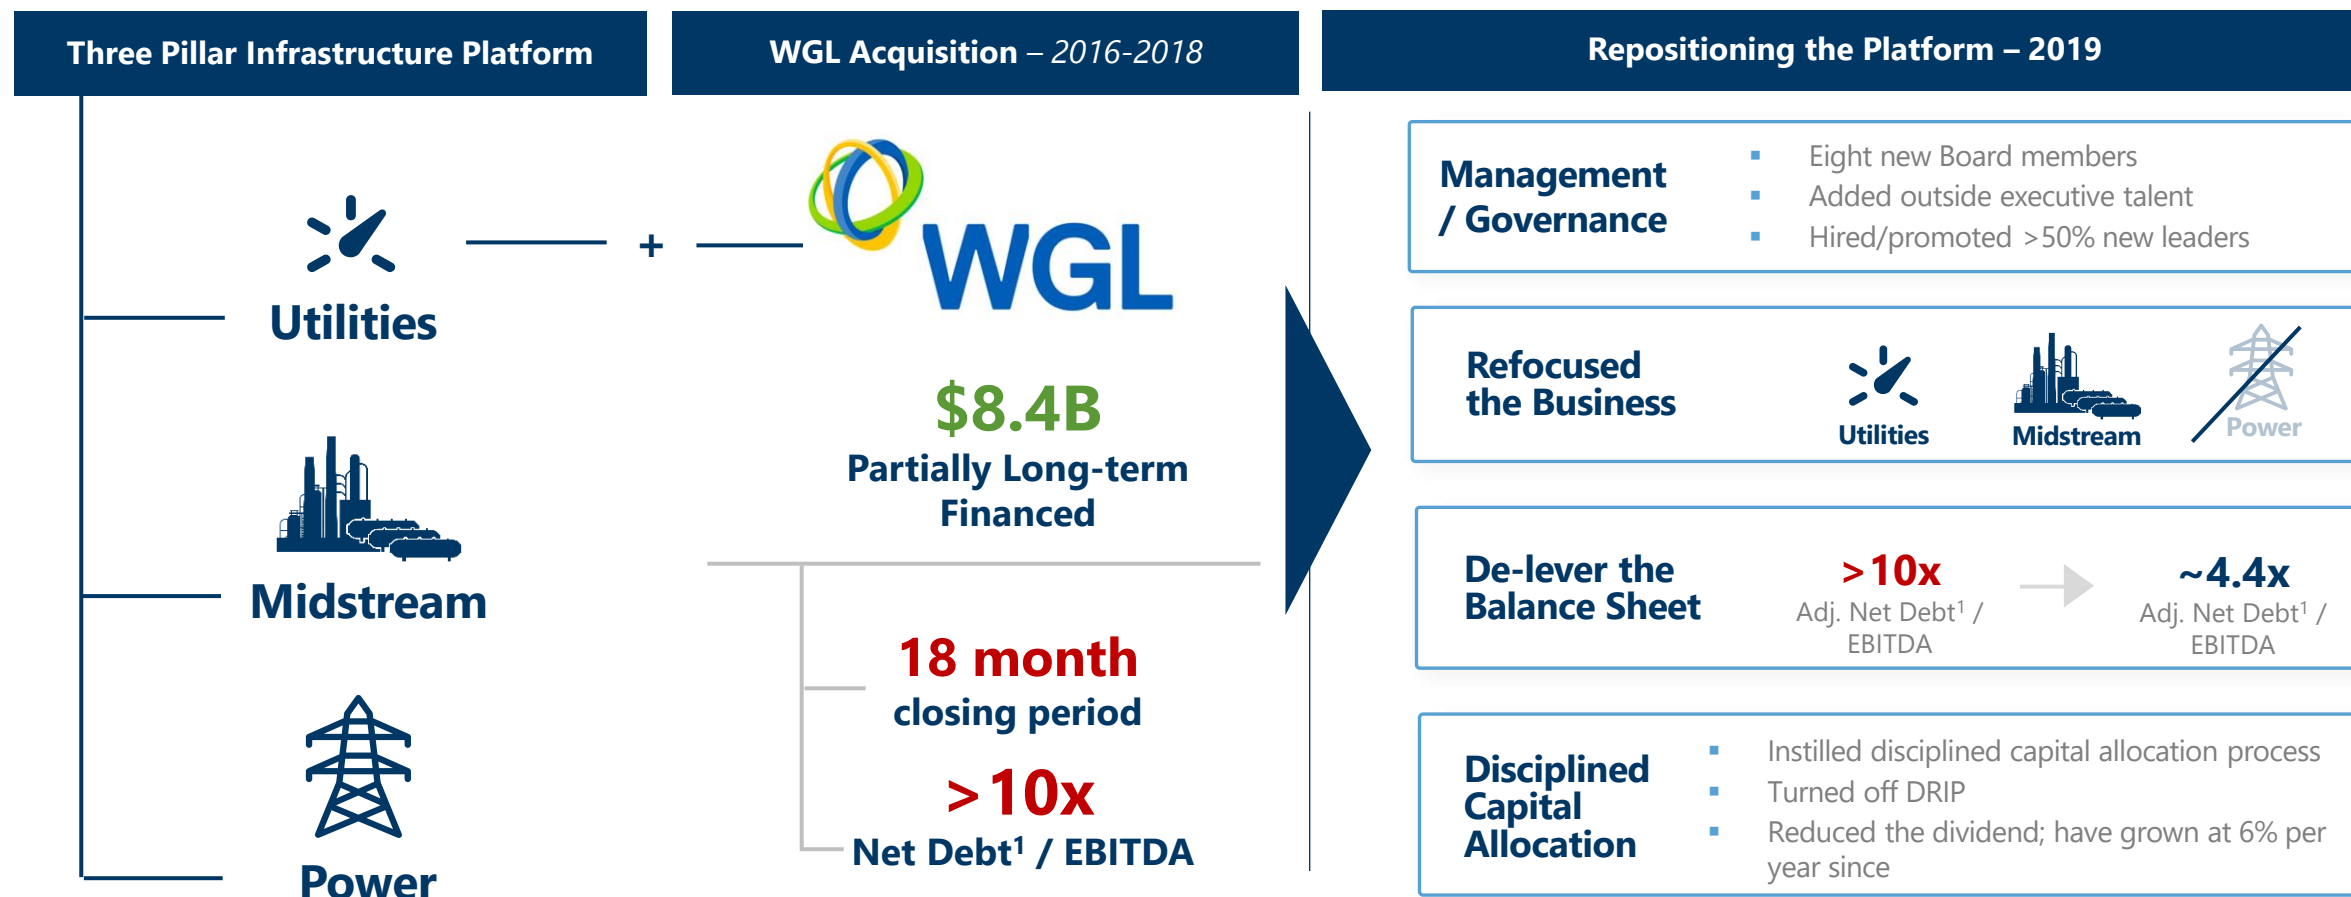 Three Pillar Infrastructure Platform
Utilities
Midstream
Power
+
WGL Acquisition – 2016-2018
WGL
$8.4B
Partially Long-term
Financed
18 month
closing period
>10x
Net Debt¹ / EBITDA
Repositioning the Platform – 2019
Management
/ Governance
▪ Eight new Board members
▪ Added outside executive talent
▪ Hired/promoted >50% new leaders
Refocused
the Business
Utilities
Midstream
Power
De-lever the
Balance Sheet
>10x
Adj. Net Debt¹ /
EBITDA
~4.4x
Adj. Net Debt¹ /
EBITDA
Disciplined
Capital
Allocation
▪ Instilled disciplined capital allocation process
▪ Turned off DRIP
▪ Reduced the dividend; have grown at 6% per
year since